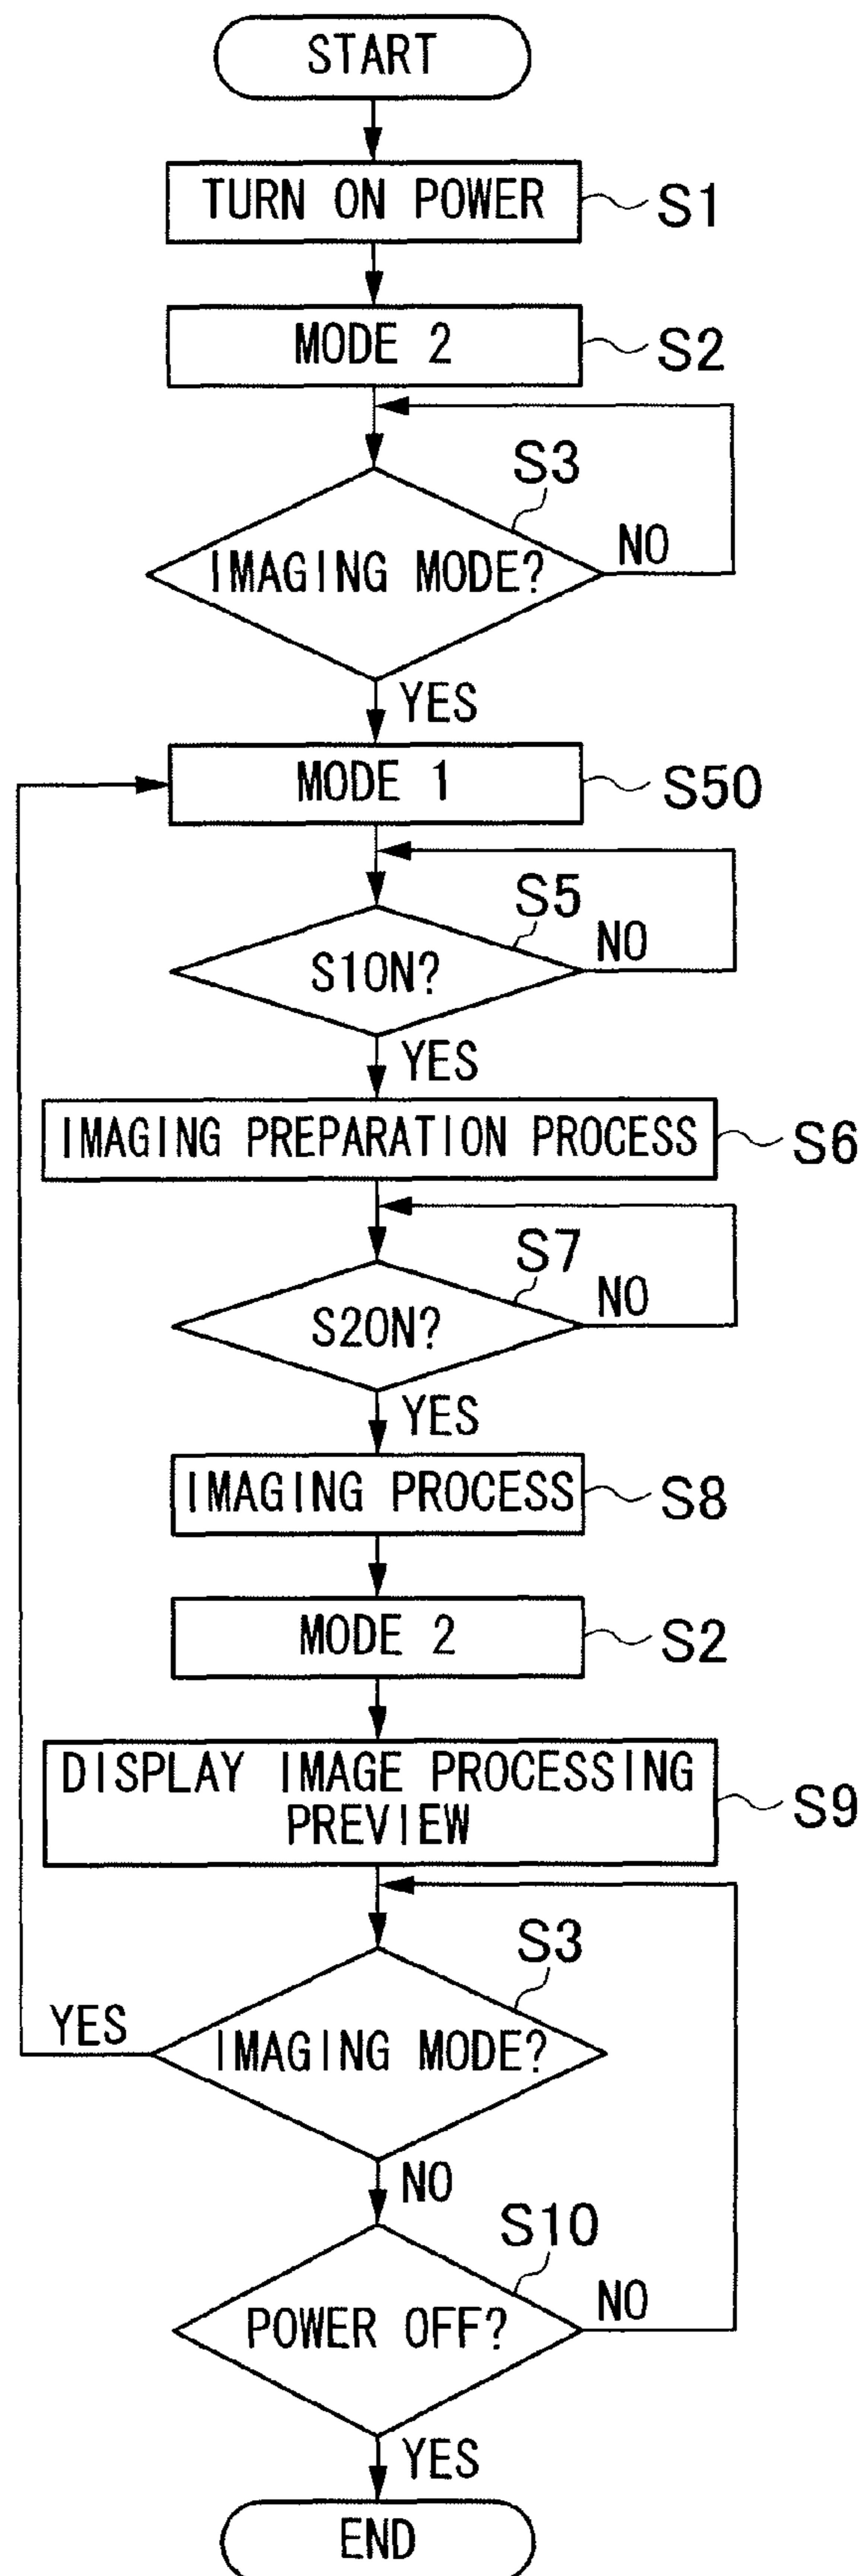 START
TURN ON POWER
S1
MODE 2
S2
S3
IMAGING MODE?
NO
YES
MODE 1
S50
S5
S1ON?
NO
YES
IMAGING PREPARATION PROCESS
S6
S7
S2ON?
NO
YES
IMAGING PROCESS
S8
MODE 2
S2
DISPLAY IMAGE PROCESSING
PREVIEW
S9
S3
YES
IMAGING MODE?
NO
S10
POWER OFF?
NO
YES
END